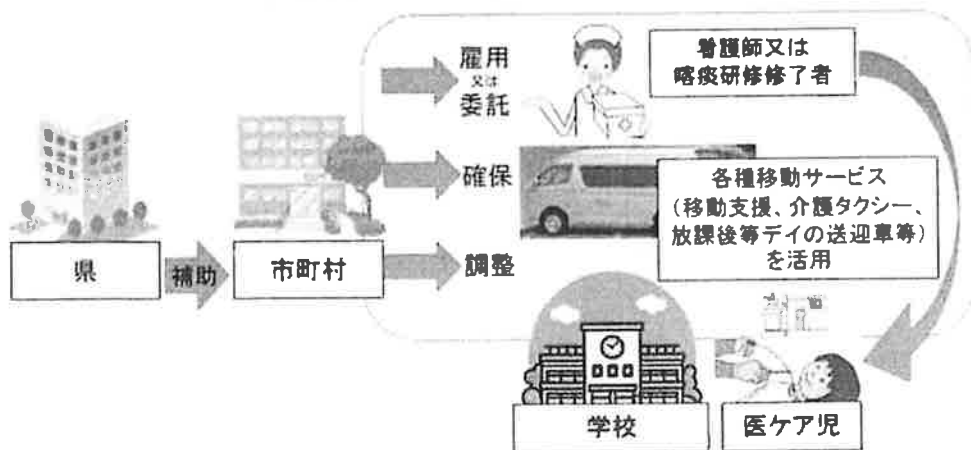 雇用
又は
委託
看護師又は
喀痰研修修了者
確保
各種移動サービス
(移動支援、介護タクシー、
放課後等デイの送迎車等)
を活用
県
補助
市町村
調整
学校
医ケア児